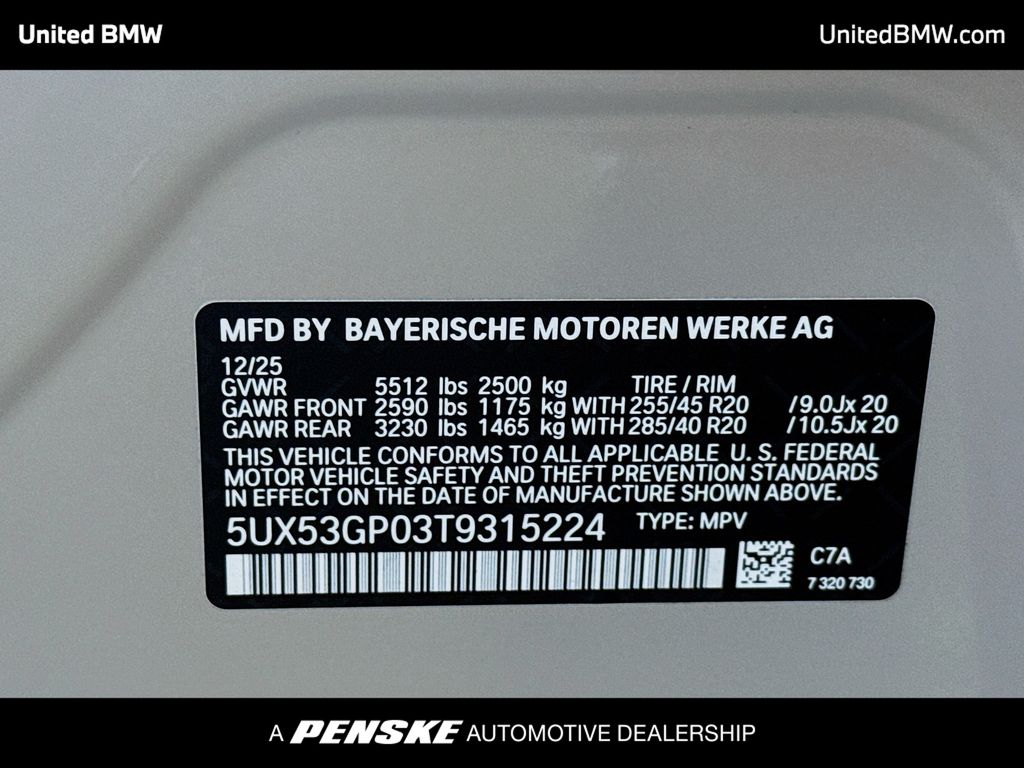 United BMW
UnitedBMW.com
MFD BY BAYERISCHE MOTOREN WERKE AG
12/25
GVWR 5512 lbs 2500 kg TIRE / RIM
GAWR FRONT 2590 lbs 1175 kg WITH 255/45 R20 /9.0Jx 20
GAWR REAR 3230 lbs 1465 kg WITH 285/40 R20 /10.5Jx 20
THIS VEHICLE CONFORMS TO ALL APPLICABLE U. S. FEDERAL
MOTOR VEHICLE SAFETY AND THEFT PREVENTION STANDARDS
IN EFFECT ON THE DATE OF MANUFACTURE SHOWN ABOVE.
5UX53GP03T9315224 TYPE: MPV
C7A
7 320 730
A PENSKE AUTOMOTIVE DEALERSHIP